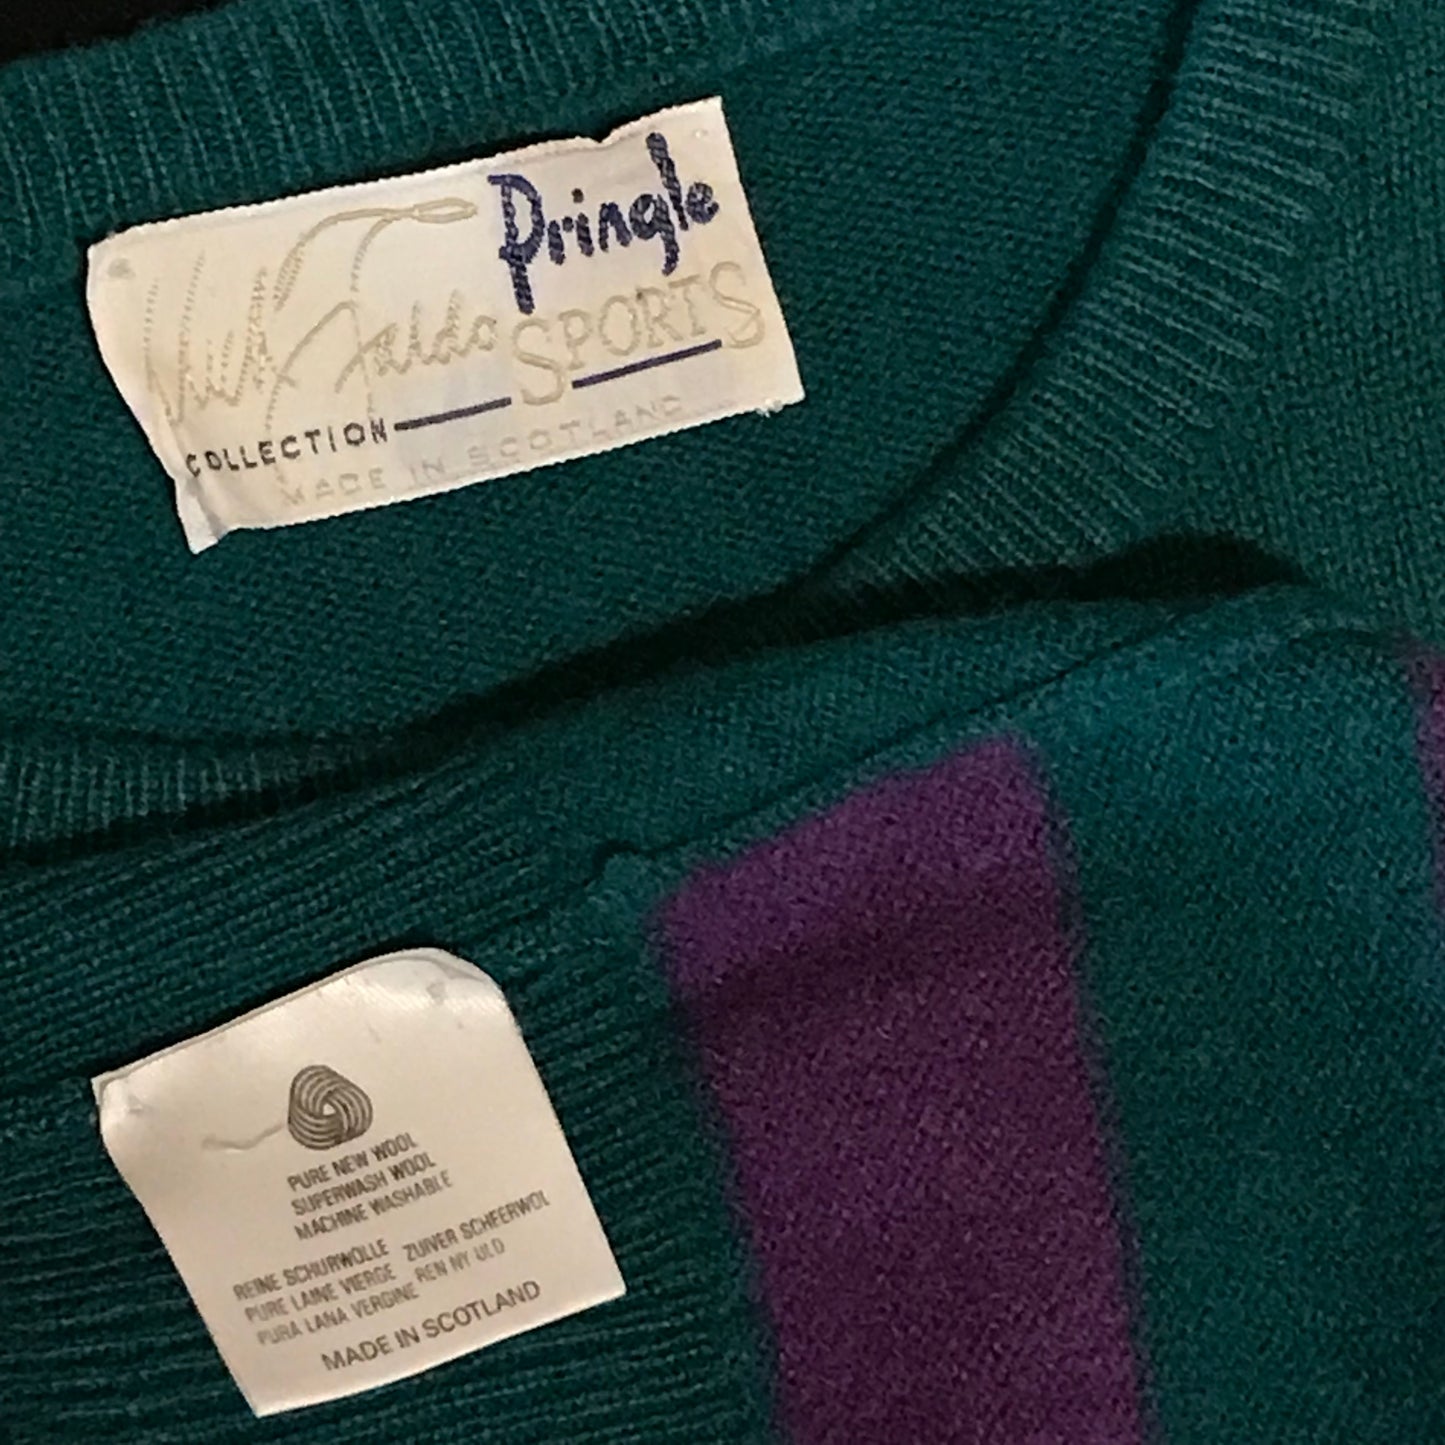 Pringle
Nick Faldo SPORTS
COLLECTION
MADE IN SCOTLAND
PURE NEW WOOL
SUPERWASH WOOL
MACHINE WASHABLE
REINE SCHURWOLLE ZUIVER SCHEERWOL
PURE LAINE VIERGE REN NY ULD
PURA LANA VERGINE
MADE IN SCOTLAND